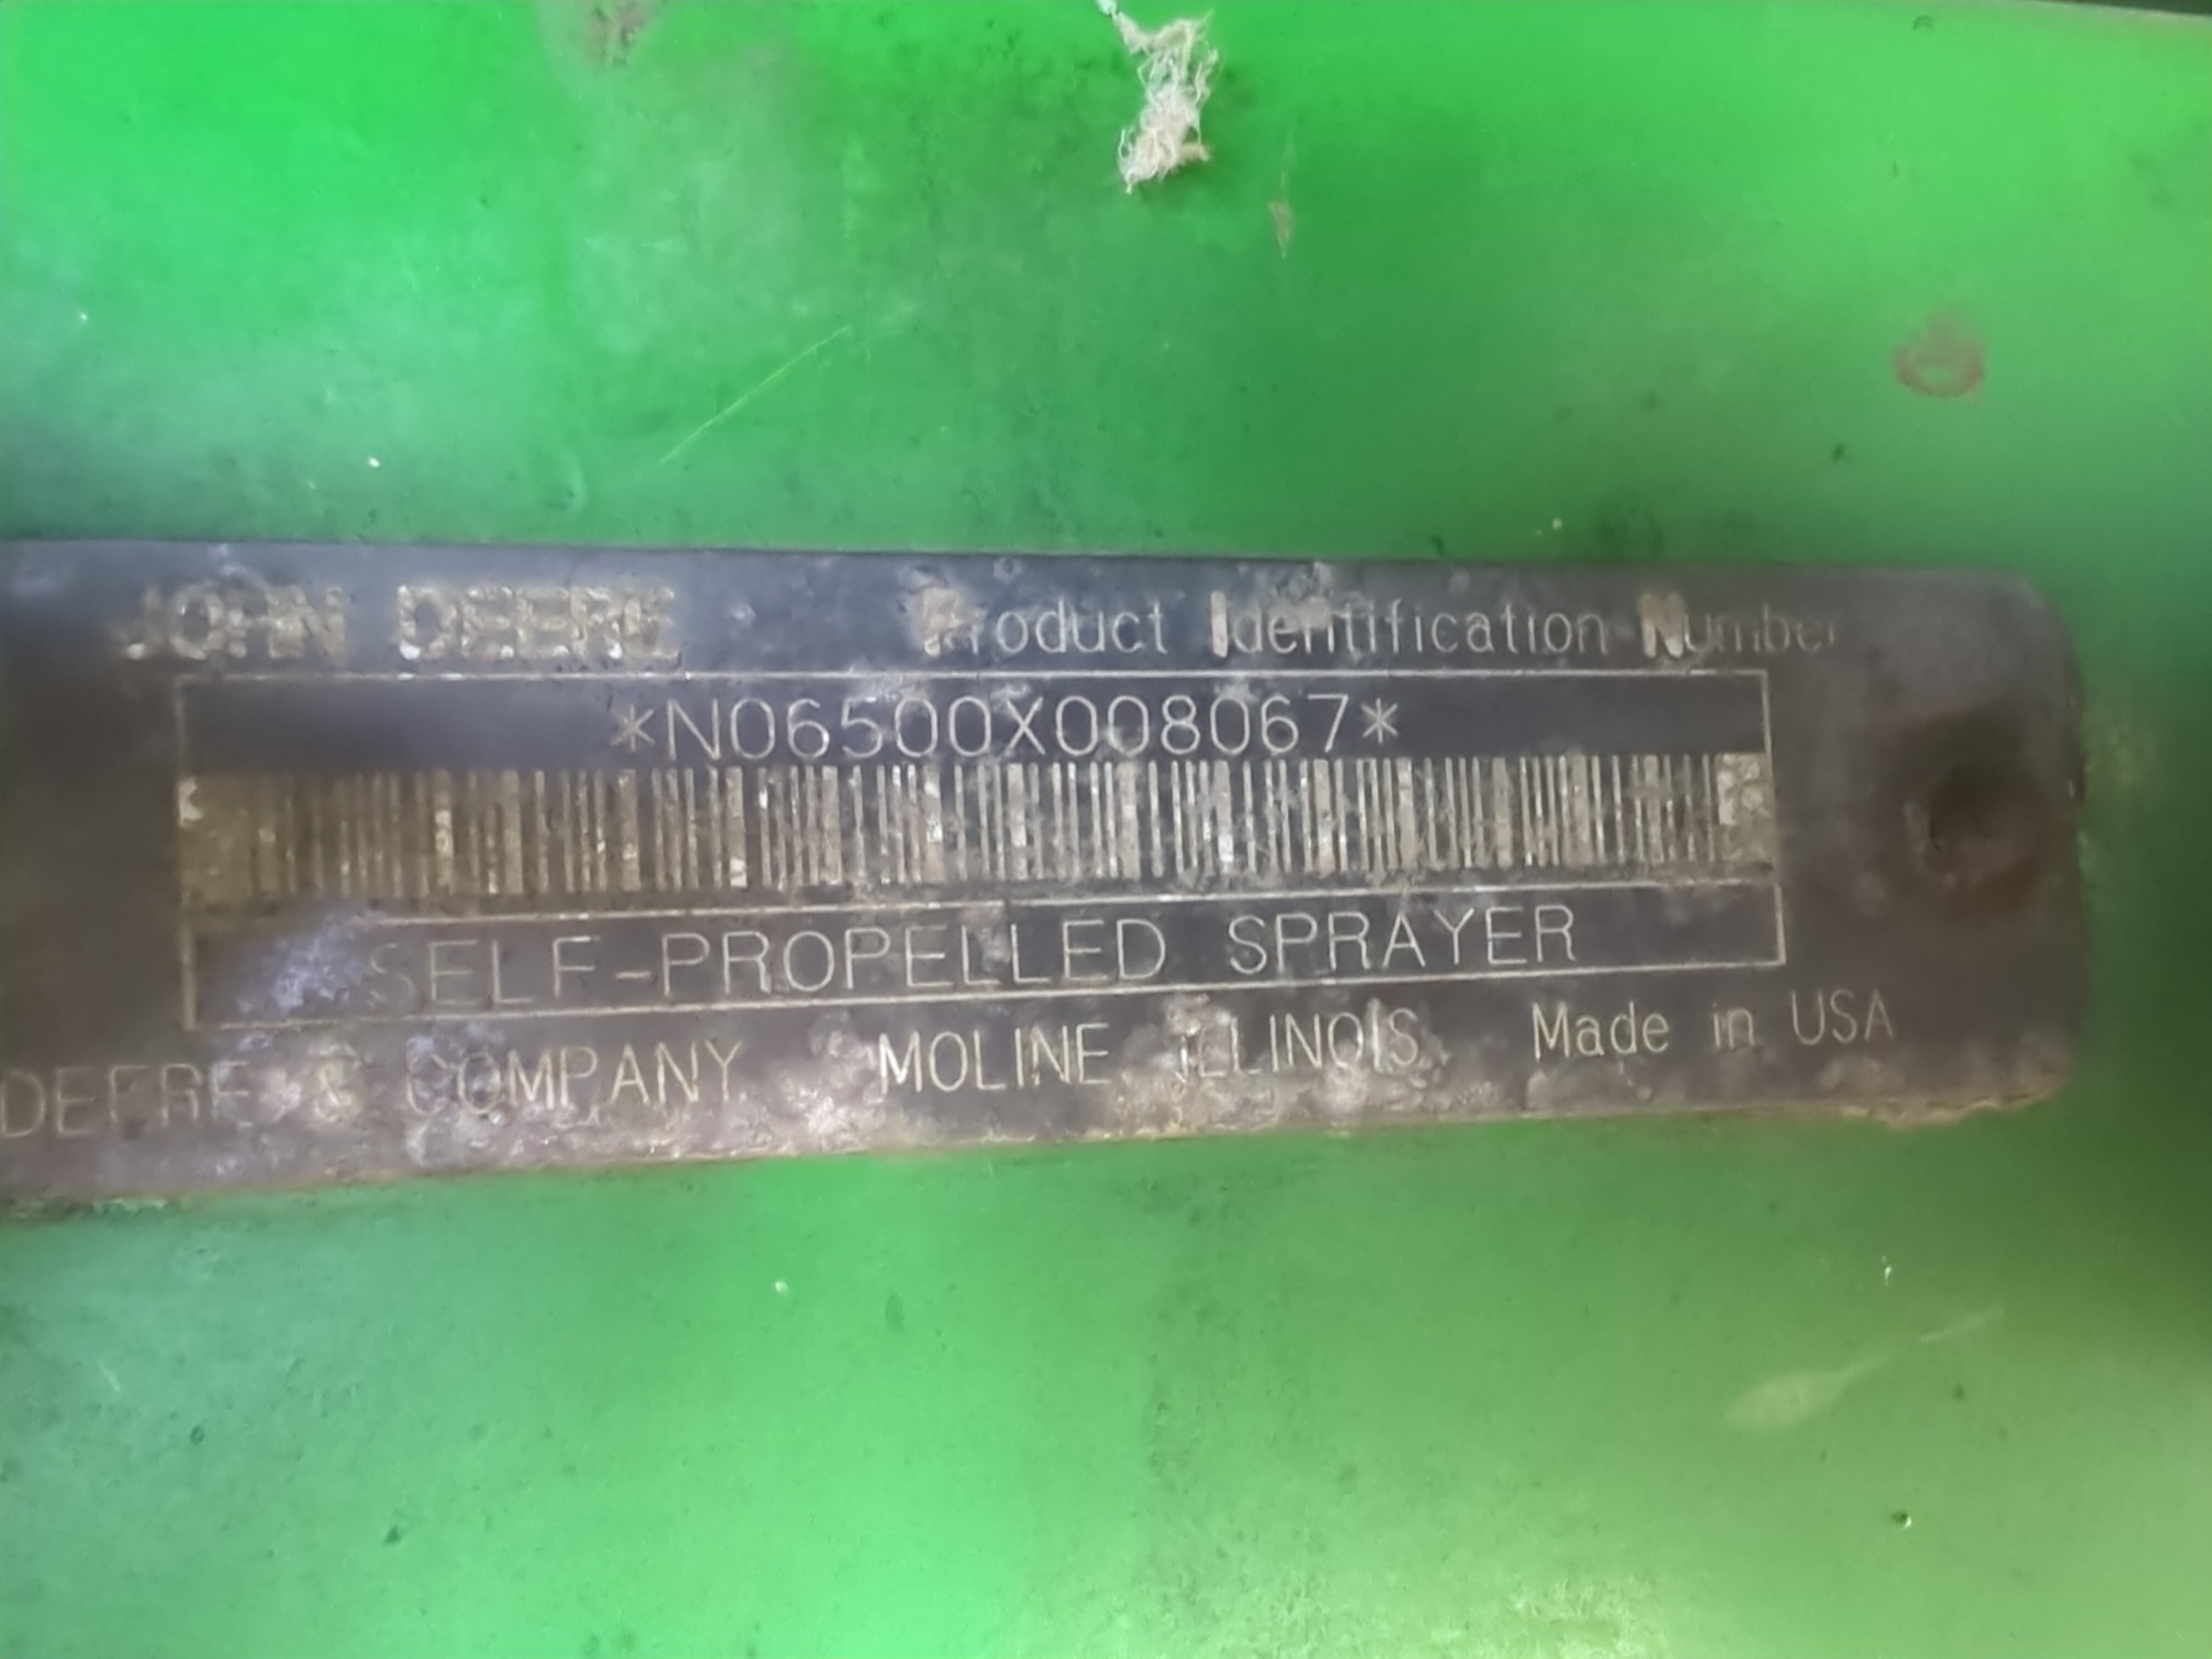 JOHN DEERE Product Identification Number
*N06500X008067*
SELF-PROPELLED SPRAYER
DEERE & COMPANY. MOLINE, ILLINOIS. Made in USA